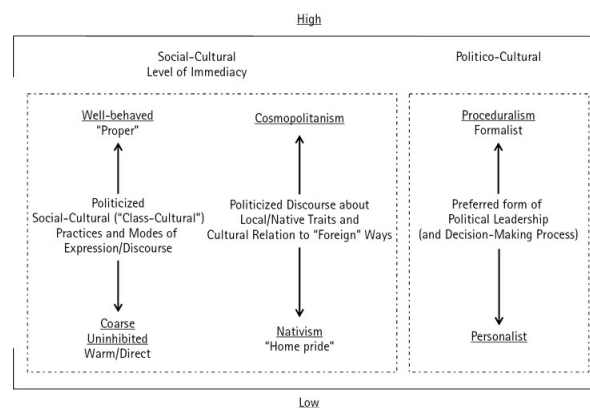 High
Social-Cultural
Level of Immediacy
Politico-Cultural
Well-behaved
"Proper"
Cosmopolitanism
Proceduralism
Formalist
Politicized
Social-Cultural ("Class-Cultural")
Practices and Modes of
Expression/Discourse
Politicized Discourse about
Local/Native Traits and
Cultural Relation to "Foreign" Ways
Preferred form of
Political Leadership
(and Decision-Making Process)
Coarse
Uninhibited
Warm/Direct
Nativism
"Home pride"
Personalist
Low